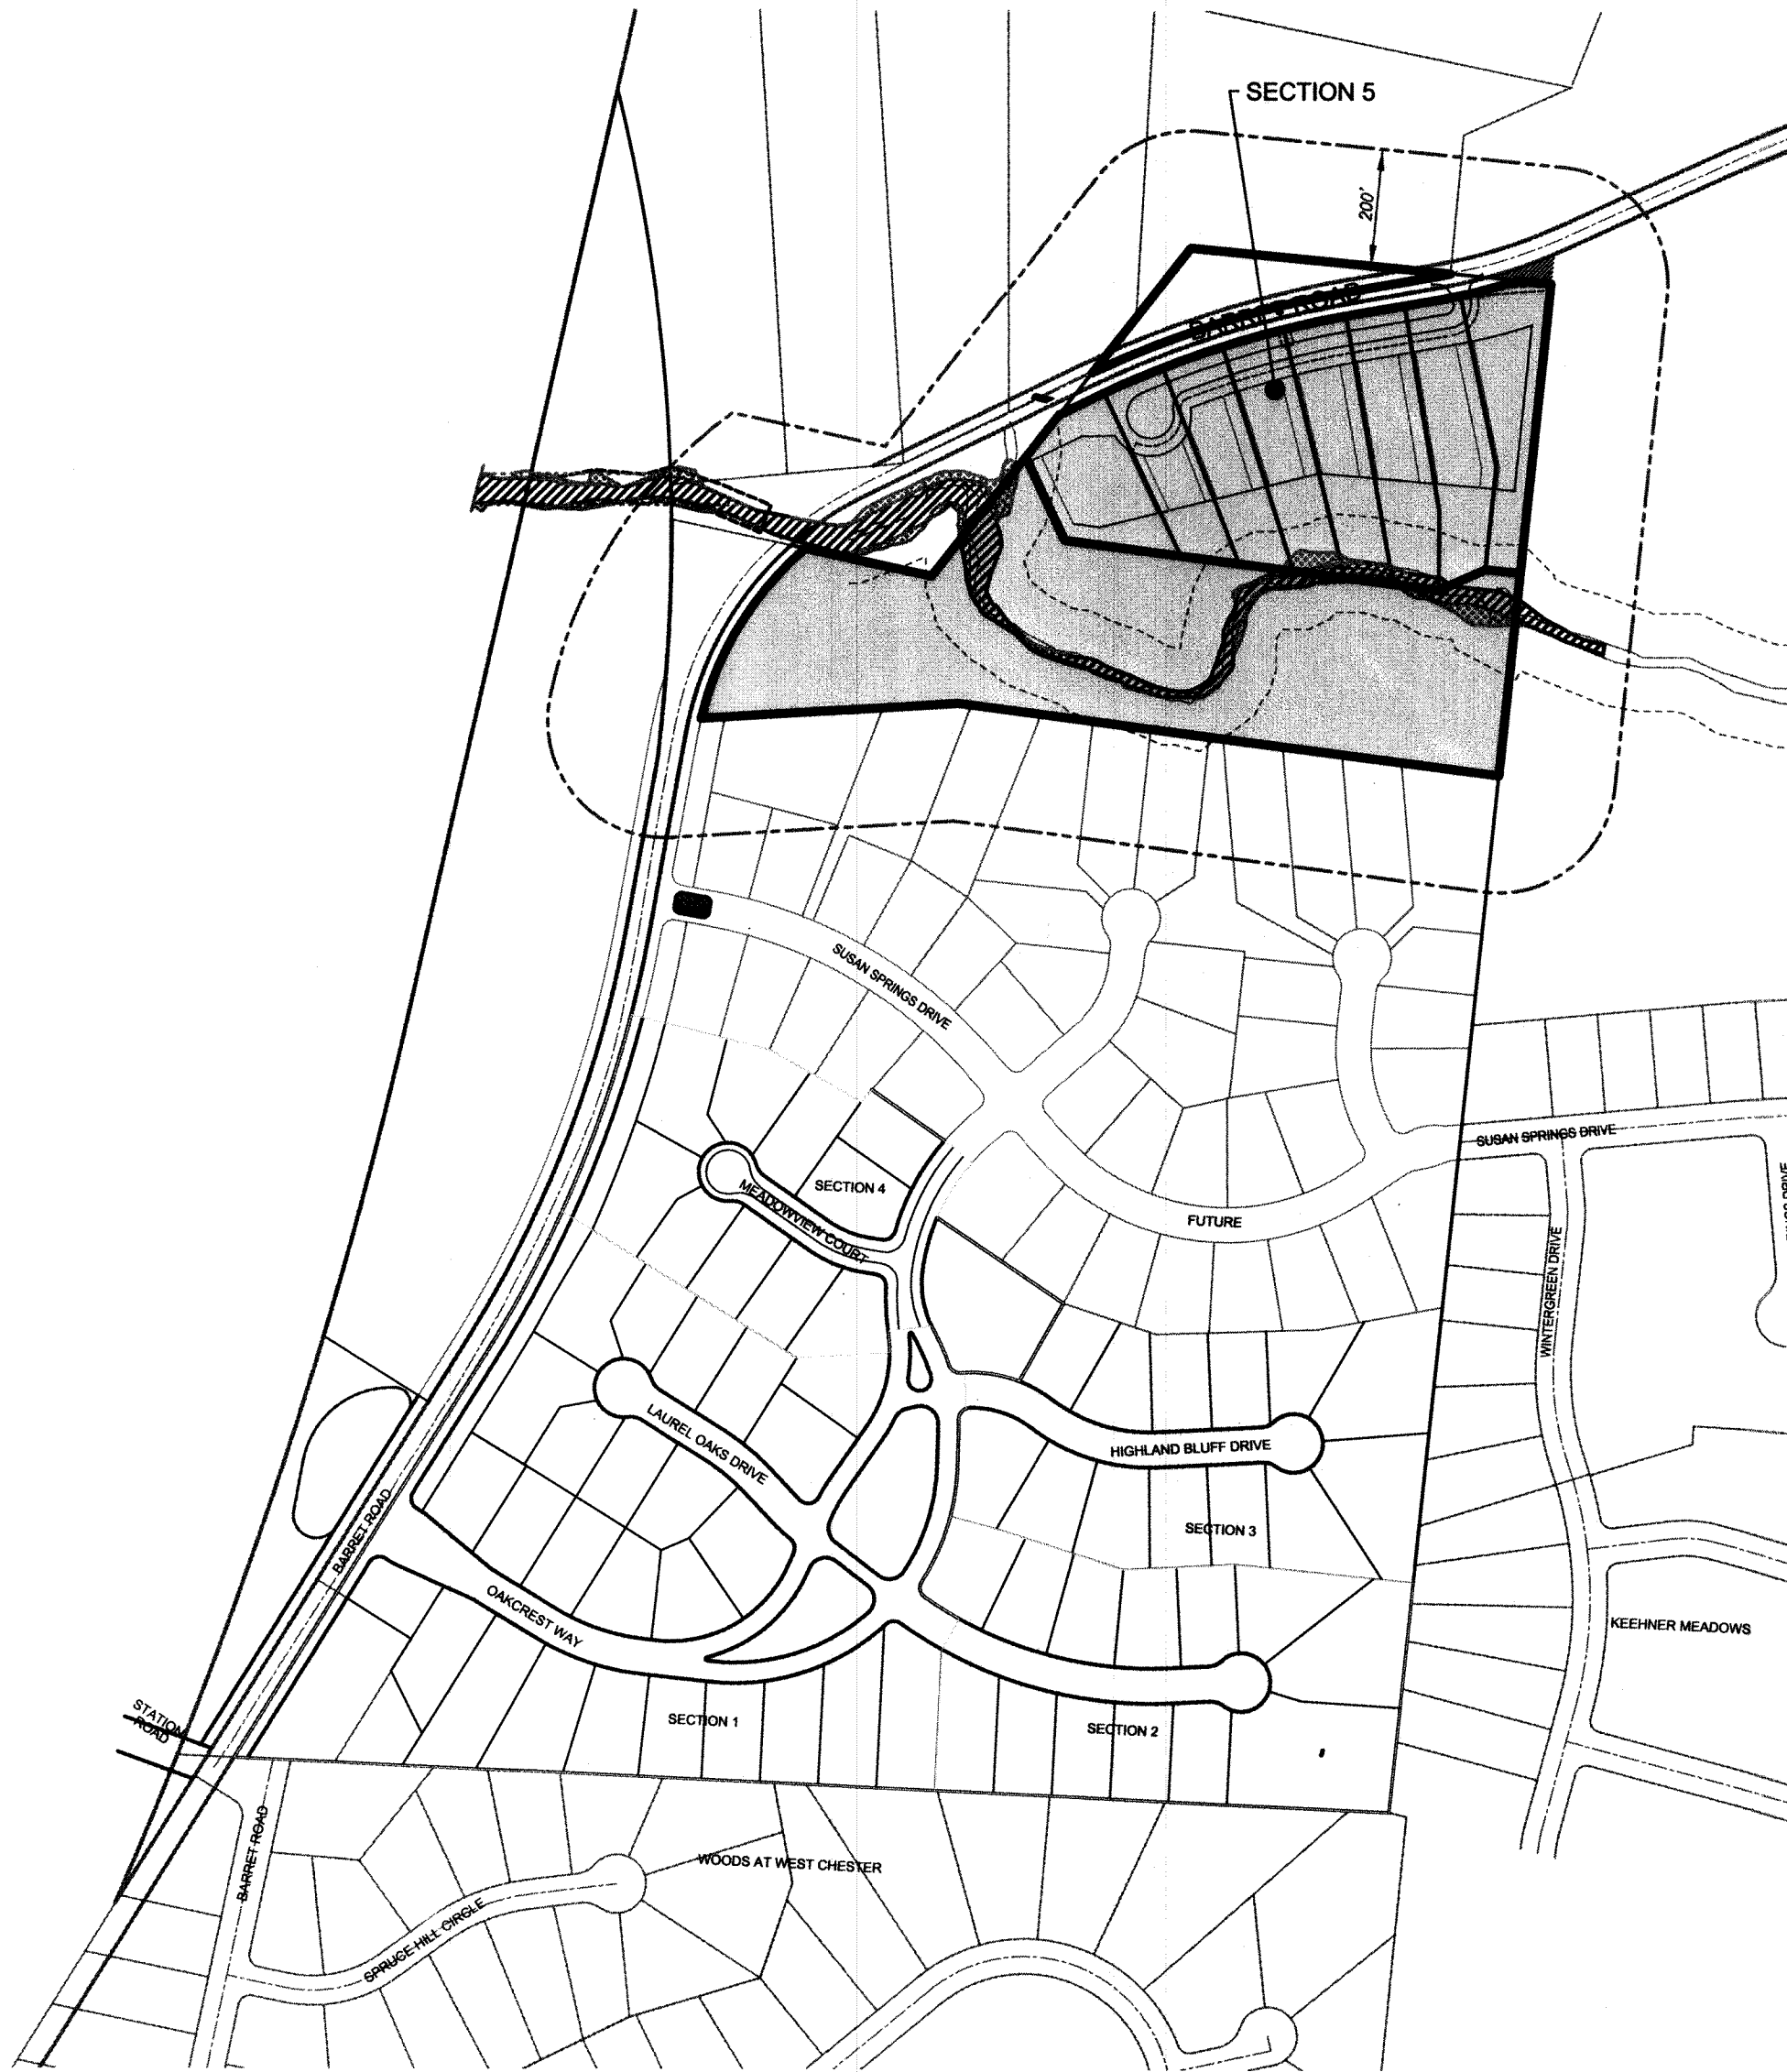 SECTION 5
200'
BARRET ROAD
SUSAN SPRINGS DRIVE
SUSAN SPRINGS DRIVE
SECTION 4
MEADOWVIEW COURT
FUTURE
WINTERGREEN DRIVE
DRIVE
LAUREL OAKS DRIVE
HIGHLAND BLUFF DRIVE
BARRET ROAD
SECTION 3
OAKCREST WAY
KEEHNER MEADOWS
STATION
ROAD
SECTION 1
SECTION 2
BARRET ROAD
WOODS AT WEST CHESTER
SPRUCE HILL CIRCLE